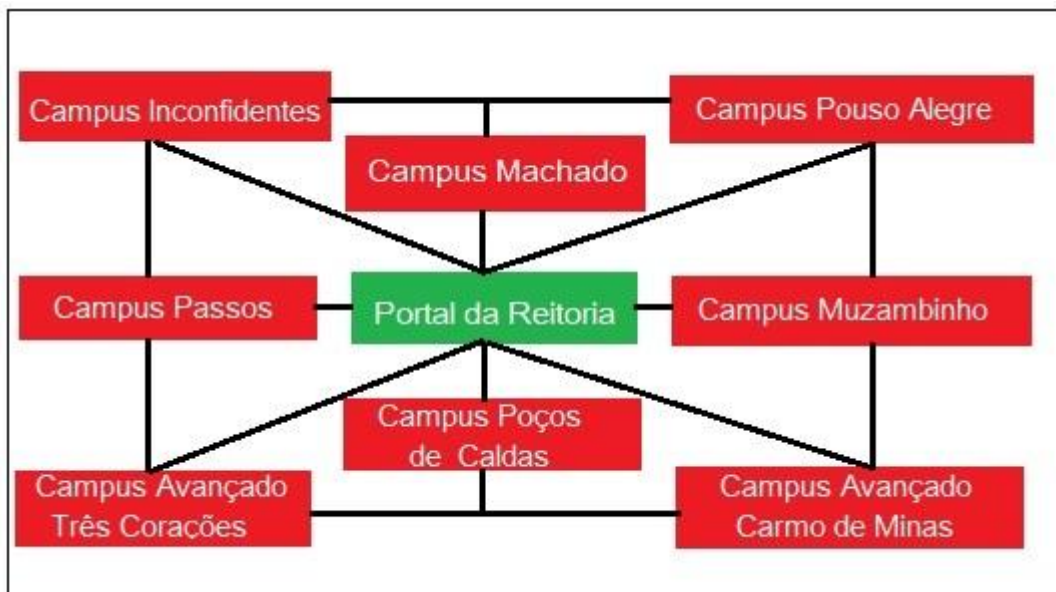 Campus Inconfidentes
Campus Pouso Alegre
Campus Machado
Campus Passos
Portal da Reitoria
Campus Muzambinho
Campus Poços
de Caldas
Campus Avançado
Três Corações
Campus Avançado
Carmo de Minas